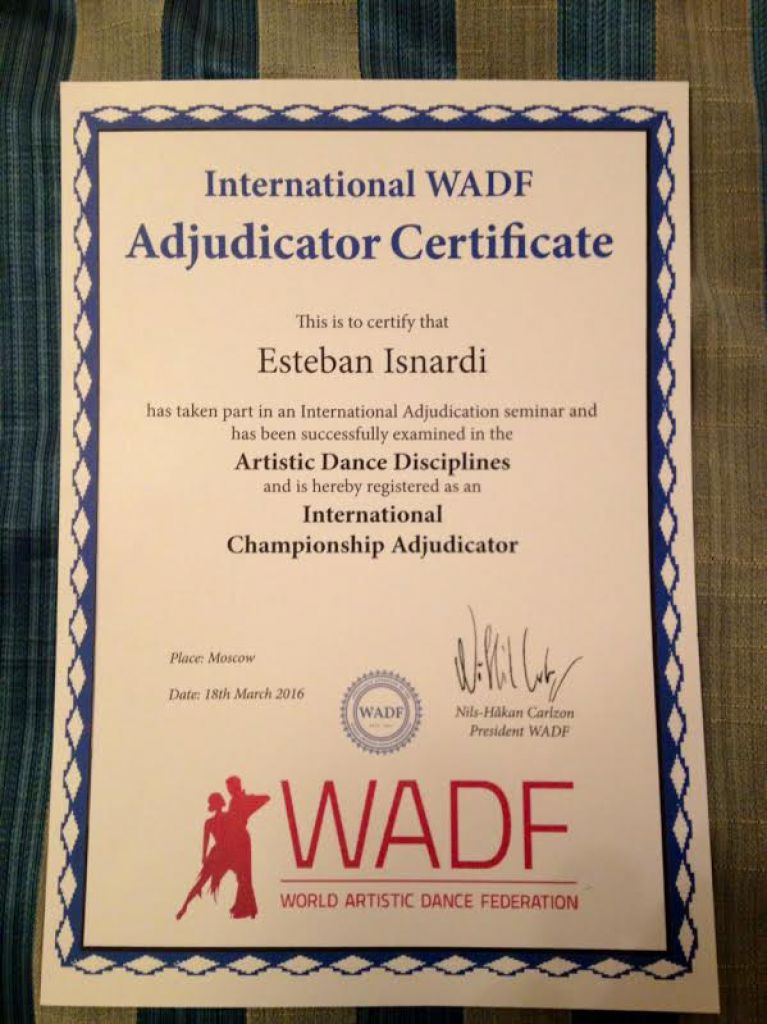 International WADF
Adjudicator Certificate
This is to certify that
Esteban Isnardi
has taken part in an International Adjudication seminar and
has been successfully examined in the
Artistic Dance Disciplines
and is hereby registered as an
International
Championship Adjudicator
Place: Moscow
Date: 18th March 2016
WADF
Nils-Håkan Carlzon
President WADF
WADF
WORLD ARTISTIC DANCE FEDERATION